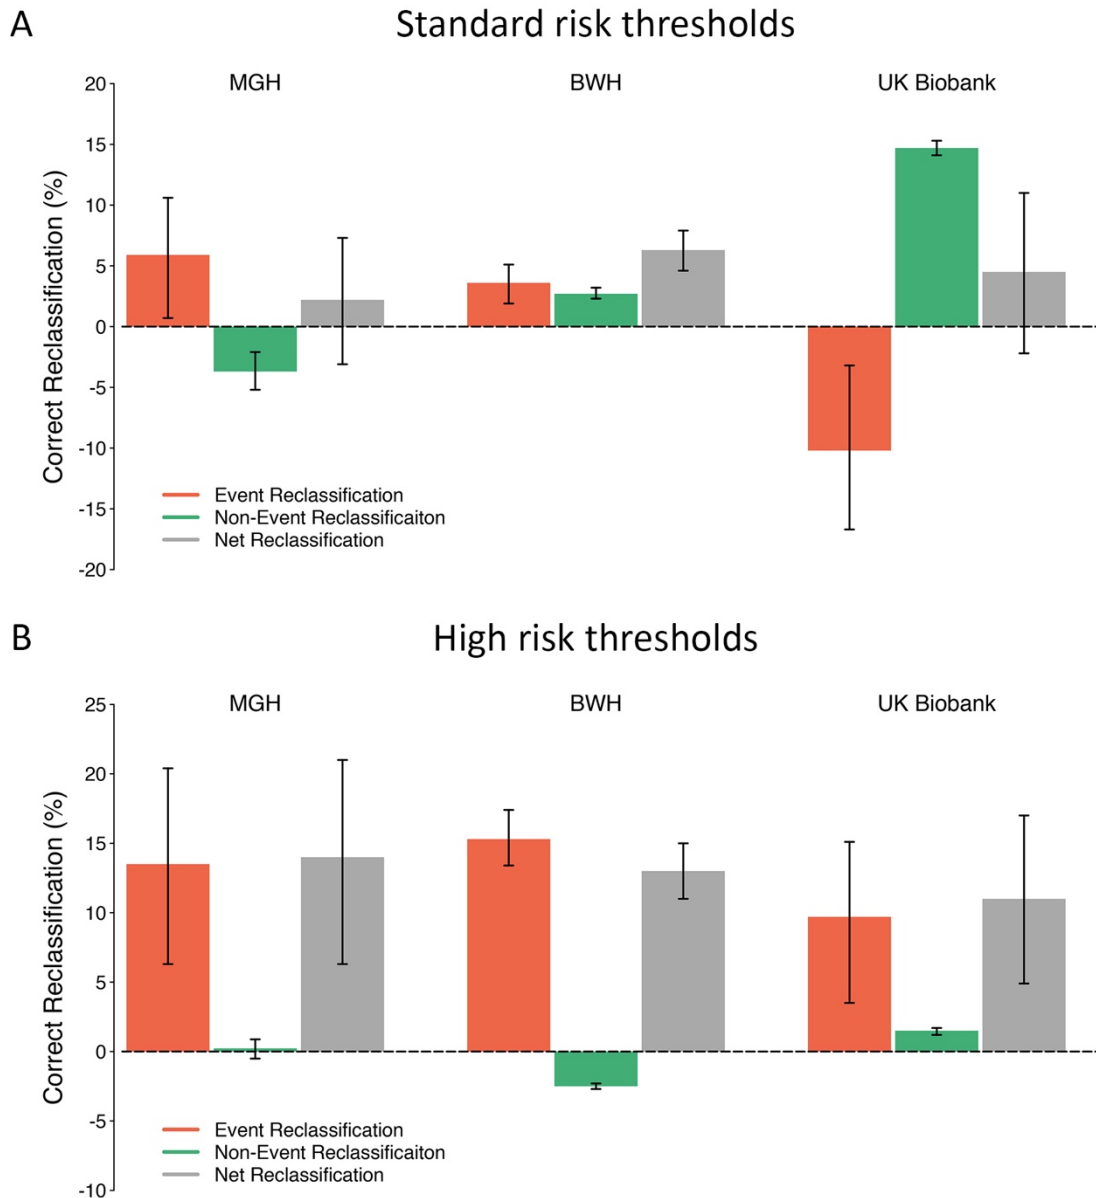 A
Standard risk thresholds
MGH
BWH
UK Biobank
20
15
10
5
0
-5
-10
-15
-20
Correct Reclassification (%)
Event Reclassification
Non-Event Reclassificaiton
Net Reclassification
B
High risk thresholds
MGH
BWH
UK Biobank
25
20
15
10
5
0
-5
-10
Correct Reclassification (%)
Event Reclassification
Non-Event Reclassificaiton
Net Reclassification